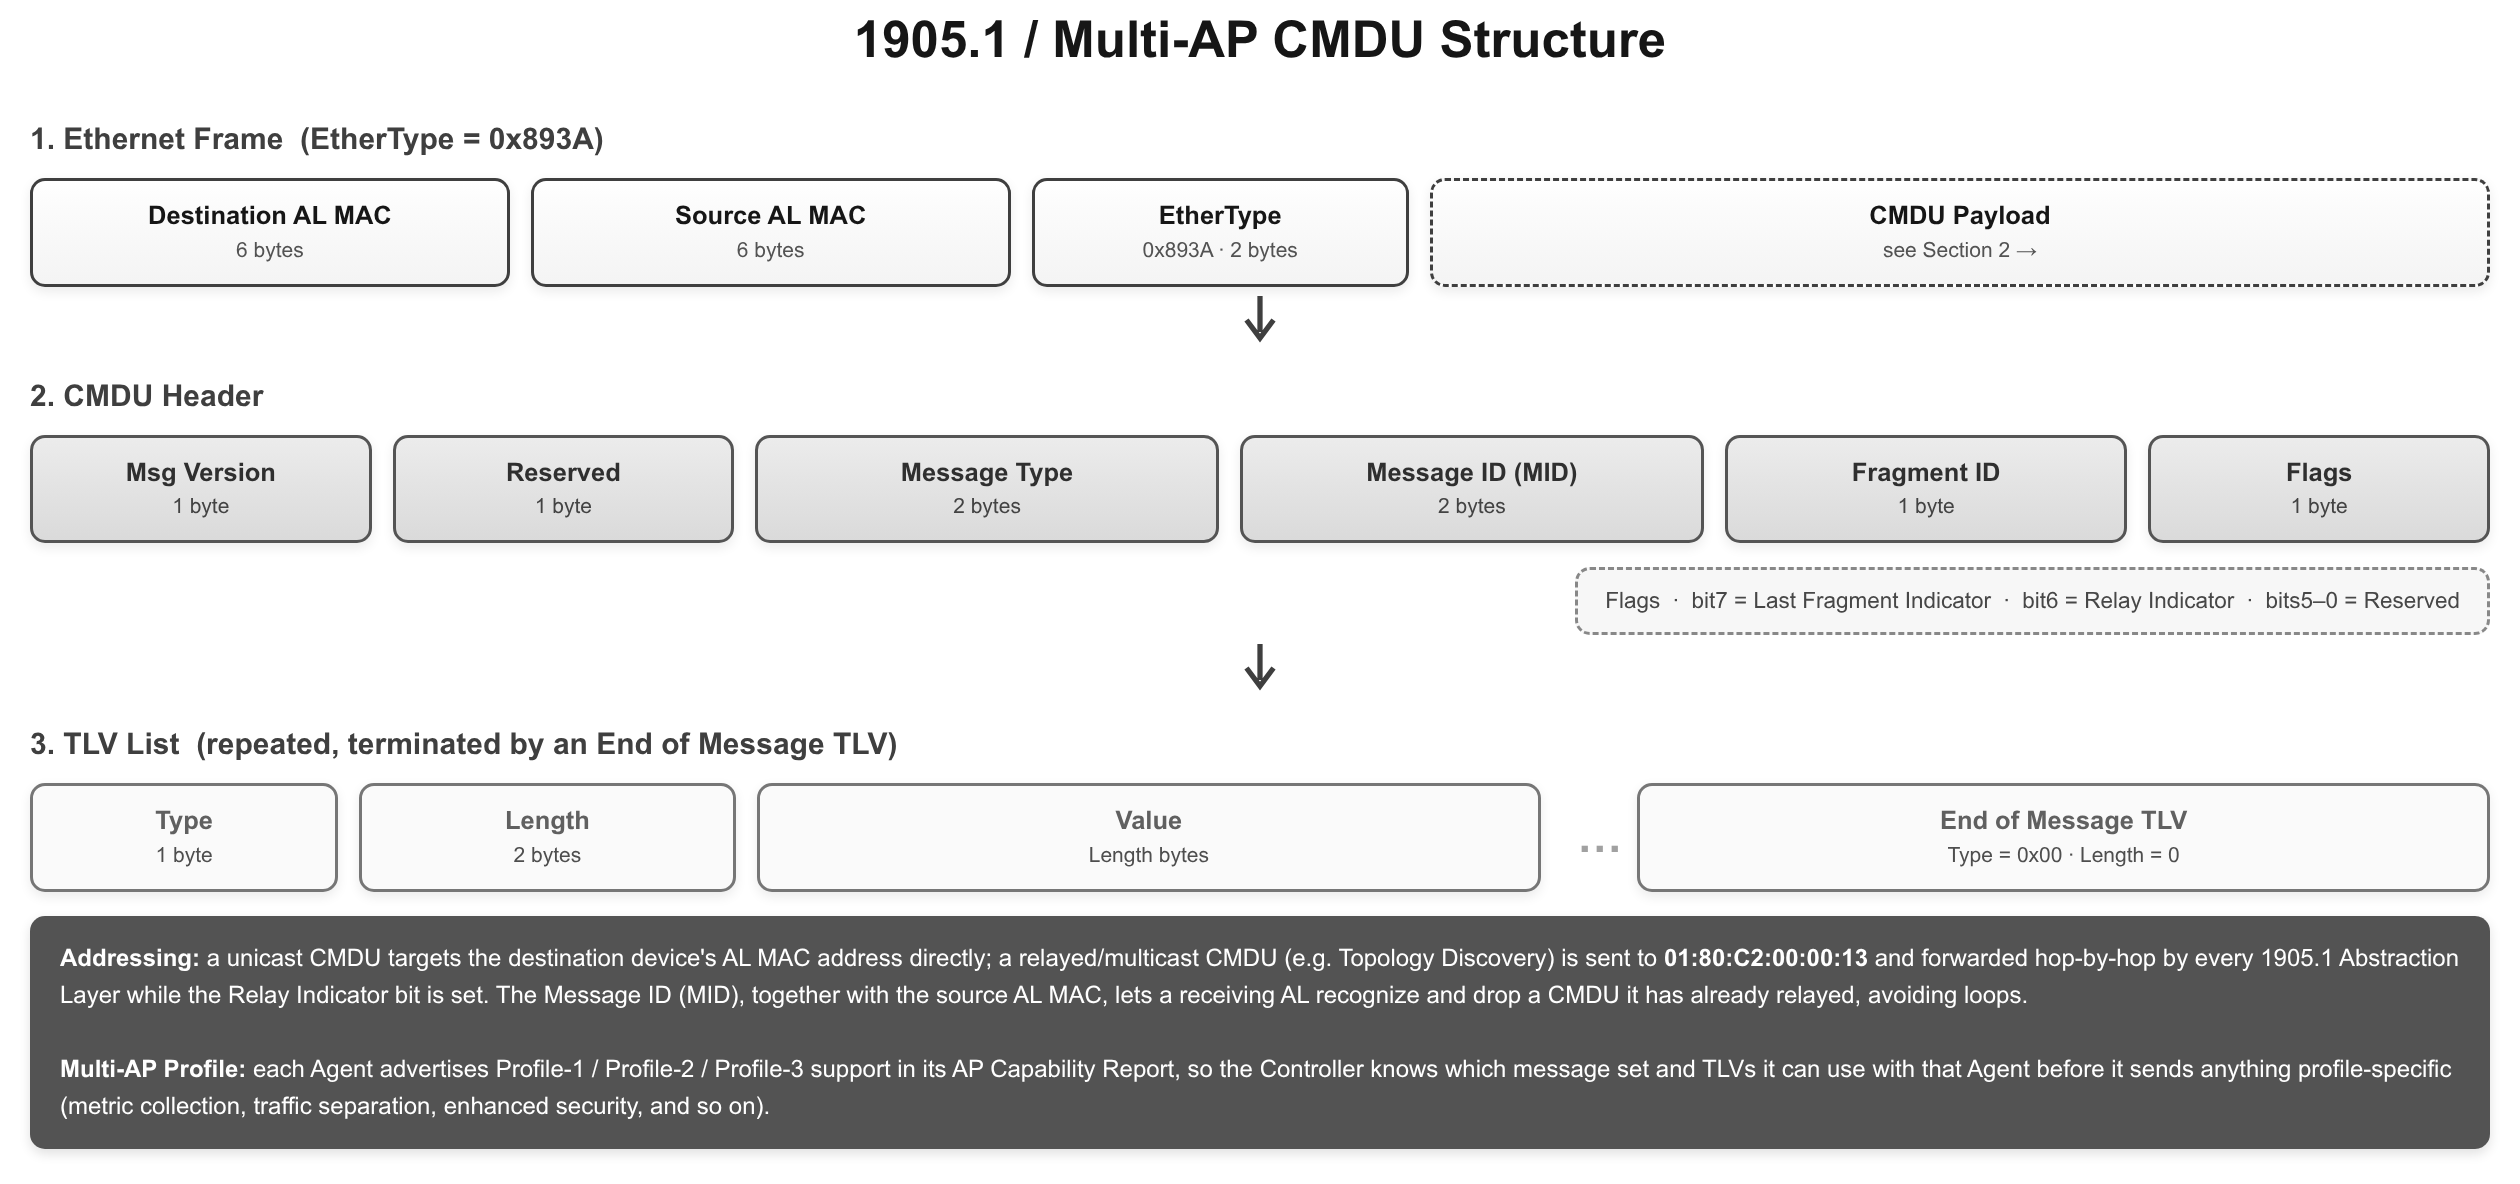 1905.1 / Multi-AP CMDU Structure
1. Ethernet Frame  (EtherType = 0x893A)
Destination AL MAC
6 bytes
Source AL MAC
6 bytes
EtherType
0x893A · 2 bytes
CMDU Payload
see Section 2 →
2. CMDU Header
Msg Version
1 byte
Reserved
1 byte
Message Type
2 bytes
Message ID (MID)
2 bytes
Fragment ID
1 byte
Flags
1 byte
Flags · bit7 = Last Fragment Indicator · bit6 = Relay Indicator · bits5–0 = Reserved
3. TLV List  (repeated, terminated by an End of Message TLV)
Type
1 byte
Length
2 bytes
Value
Length bytes
...
End of Message TLV
Type = 0x00 · Length = 0
Addressing: a unicast CMDU targets the destination device's AL MAC address directly; a relayed/multicast CMDU (e.g. Topology Discovery) is sent to 01:80:C2:00:00:13 and forwarded hop-by-hop by every 1905.1 Abstraction
Layer while the Relay Indicator bit is set. The Message ID (MID), together with the source AL MAC, lets a receiving AL recognize and drop a CMDU it has already relayed, avoiding loops.
Multi-AP Profile: each Agent advertises Profile-1 / Profile-2 / Profile-3 support in its AP Capability Report, so the Controller knows which message set and TLVs it can use with that Agent before it sends anything profile-specific
(metric collection, traffic separation, enhanced security, and so on).